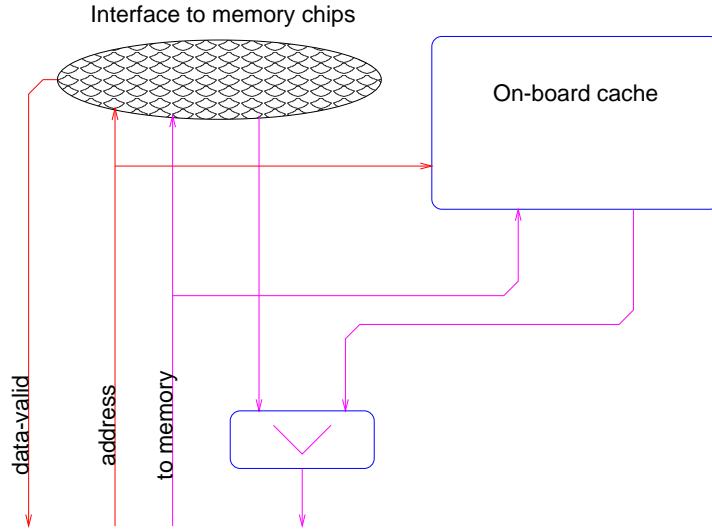 Interface to memory chips
On-board cache
data-valid
address
to memory